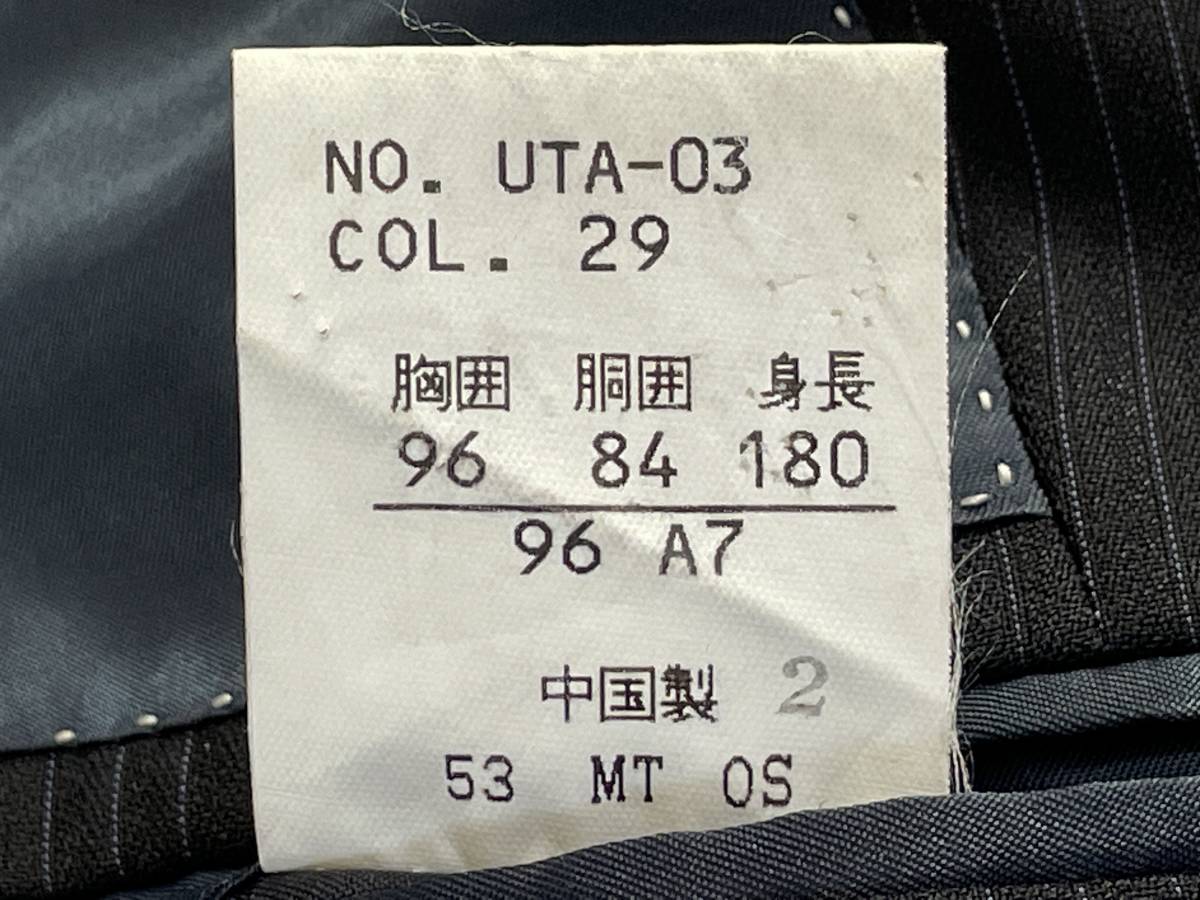 NO. UTA-03
COL. 29
胸囲 胴囲 身長
96 84 180
96 A7
中国製 2
53 MT OS